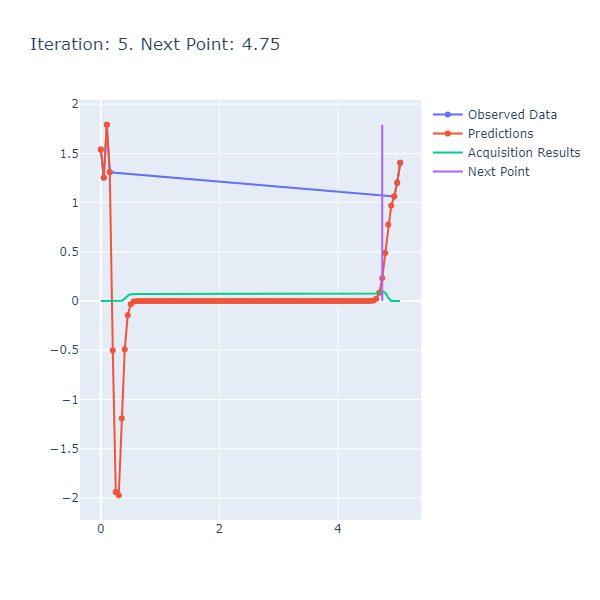 Iteration: 5. Next Point: 4.75
Observed Data
Predictions
Acquisition Results
Next Point
2
1.5
1
0.5
0
−0.5
−1
−1.5
−2
0
2
4